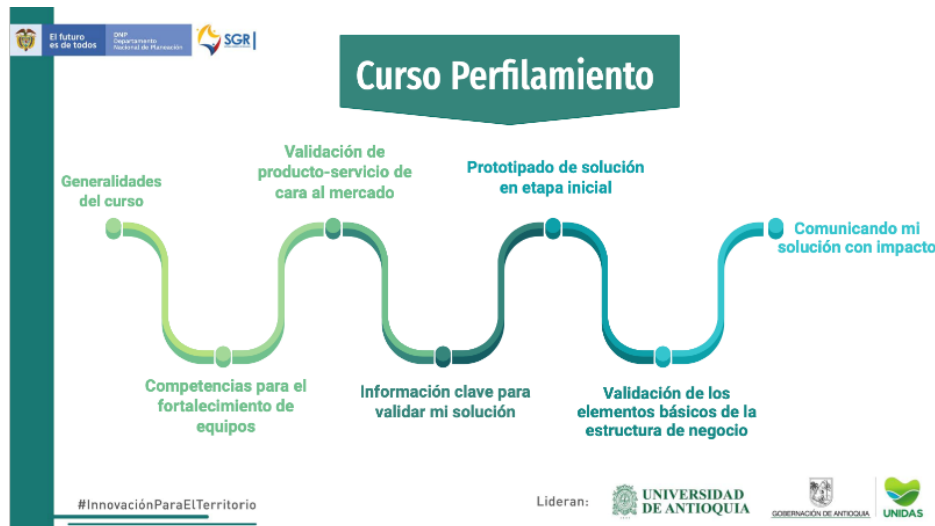 El futuro
es de todos
DNP
Departamento
Nacional de Planeación
SGR
Curso Perfilamiento
Generalidades
del curso
Competencias para el
fortalecimiento de
equipos
Validación de
producto-servicio de
cara al mercado
Información clave para
validar mi solución
Prototipado de solución
en etapa inicial
Validación de los
elementos básicos de la
estructura de negocio
Comunicando mi
solución con impacto
#InnovaciónParaElTerritorio
Lideran:
UNIVERSIDAD
DE ANTIOQUIA
GOBERNACIÓN DE ANTIOQUIA
UNIDAS